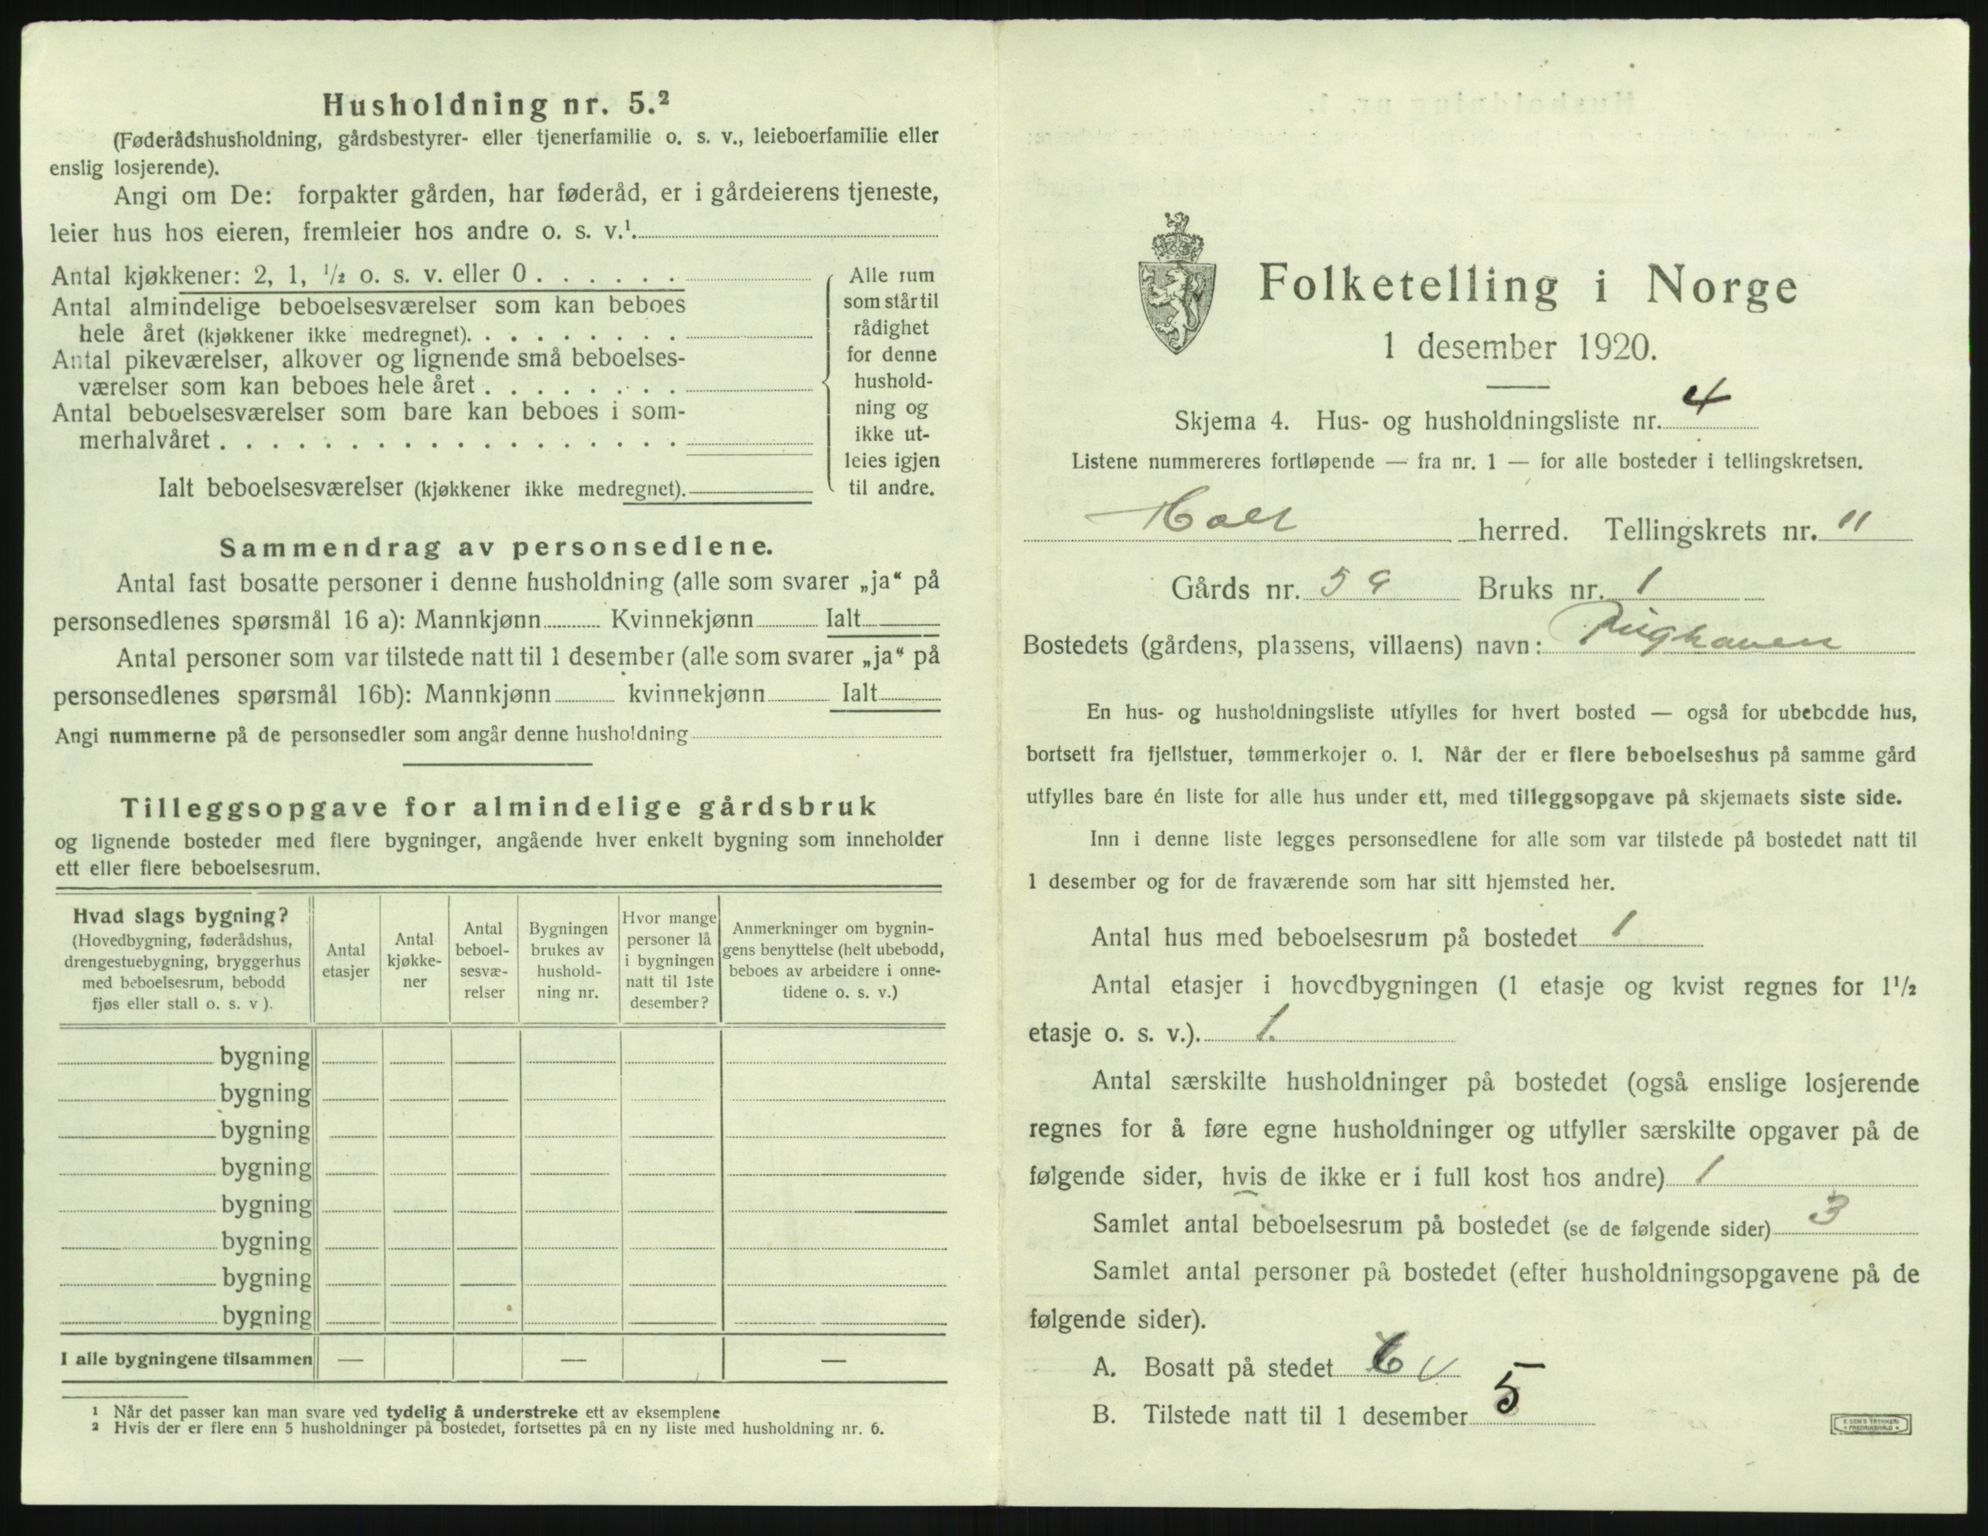 Husholdning nr. 5.²
(Føderådshusholdning, gårdsbestyrer- eller tjenerfamilie o. s. v., leieboerfamilie eller
enslig losjerende).
Angi om De: forpakter gården, har føderåd, er i gårdeierens tjeneste,
leier hus hos eieren, fremleier hos andre o. s. v.¹
Antal kjøkkener: 2, 1, ½ o. s. v. eller 0
Antal almindelige beboelsesværelser som kan beboes
hele året (kjøkkener ikke medregnet).
Antal pikeværelser, alkover og lignende små beboelses-
værelser som kan beboes hele året
Antal beboelsesværelser som bare kan beboes i som-
merhalvåret
Ialt beboelsesværelser (kjøkkener ikke medregnet).
Alle rum
som står til
rådighet
for denne
hushold-
ning og
ikke ut-
leies igjen
til andre.
Sammendrag av personsedlene.
Antal fast bosatte personer i denne husholdning (alle som svarer „ja“ på
personsedlenes spørsmål 16 a): Mannkjønn Kvinnekjønn Ialt
Antal personer som var tilstede natt til 1 desember (alle som svarer „ja“ på
personsedlenes spørsmål 16b): Mannkjønn kvinnekjønn Ialt
Angi nummerne på de personsedler som angår denne husholdning
Tilleggsopgave for almindelige gårdsbruk
og lignende bosteder med flere bygninger, angående hver enkelt bygning som inneholder
ett eller flere beboelsesrum.
Hvad slags bygning?
(Hovedbygning, føderådshus,
drengestuebygning, bryggerhus
med beboelsesrum, bebodd
fjøs eller stall o. s. v ).
Antal
etasjer
Antal
kjøkke-
ner
Antal
beboel-
sesvæ-
relser
Bygningen
brukes av
hushold-
ning nr.
Hvor mange
personer lå
i bygningen
natt til 1ste
desember?
Anmerkninger om bygnin-
gens benyttelse (helt ubebodd,
beboes av arbeidere i onne-
tidene o. s. v.)
bygning
bygning
bygning
bygning
bygning
bygning
bygning
bygning
I alle bygningene tilsammen — — —
¹ Når det passer kan man svare ved tydelig å understreke ett av eksemplene
² Hvis der er flere enn 5 husholdninger på bostedet, fortsettes på en ny liste med husholdning nr. 6.
Folketelling i Norge
1 desember 1920.
Skjema 4. Hus- og husholdningsliste nr. 4
Listene nummereres fortløpende — fra nr. 1 — for alle bosteder i tellingskretsen.
Holt herred. Tellingskrets nr. 11
Gårds nr. 59 Bruks nr. 1
Bostedets (gårdens, plassens, villaens) navn:
En hus- og husholdningsliste utfylles for hvert bosted — også for ubebodde hus,
bortsett fra fjellstuer, tømmerkojer o. l. Når der er flere beboelseshus på samme gård
utfylles bare én liste for alle hus under ett, med tilleggsopgave på skjemaets siste side.
Inn i denne liste legges personsedlene for alle som var tilstede på bostedet natt til
1 desember og for de fraværende som har sitt hjemsted her.
Antal hus med beboelsesrum på bostedet 1
Antal etasjer i hovedbygningen (1 etasje og kvist regnes for 1½
etasje o. s. v.). 1.
Antal særskilte husholdninger på bostedet (også enslige losjerende
regnes for å føre egne husholdninger og utfyller særskilte opgaver på de
følgende sider, hvis de ikke er i full kost hos andre) 1
Samlet antal beboelsesrum på bostedet (se de følgende sider) 3
Samlet antal personer på bostedet (efter husholdningsopgavene på de
følgende sider).
A. Bosatt på stedet 6
B. Tilstede natt til 1 desember 5